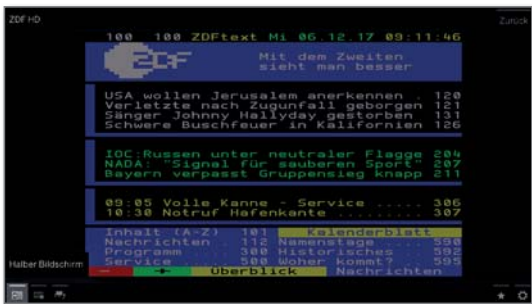 ZDF HD
Zurück
100 100 ZDFtext Mi 06.12.17 09:11:46
ZDF
Mit dem Zweiten
sieht man besser
USA wollen Jerusalem anerkennen . 120
Verletzte nach Zugunfall geborgen 121
Sänger Johnny Hallyday gestorben 131
Schwere Buschfeuer in Kalifornien 126
IOC:Russen unter neutraler Flagge 204
NADA: "Signal für sauberen Sport" 207
Bayern verpasst Gruppensieg knapp 211
09:05 Volle Kanne - Service ..... 306
10:30 Notruf Hafenkante ......... 307
Inhalt (A-Z) 101 Kalenderblatt
Nachrichten . 112 Namenstage .... 590
Programm .... 300 Historisches .. 592
Service ..... 500 Woher kommt? .. 595
- + Überblick Nachrichten
Halber Bildschirm